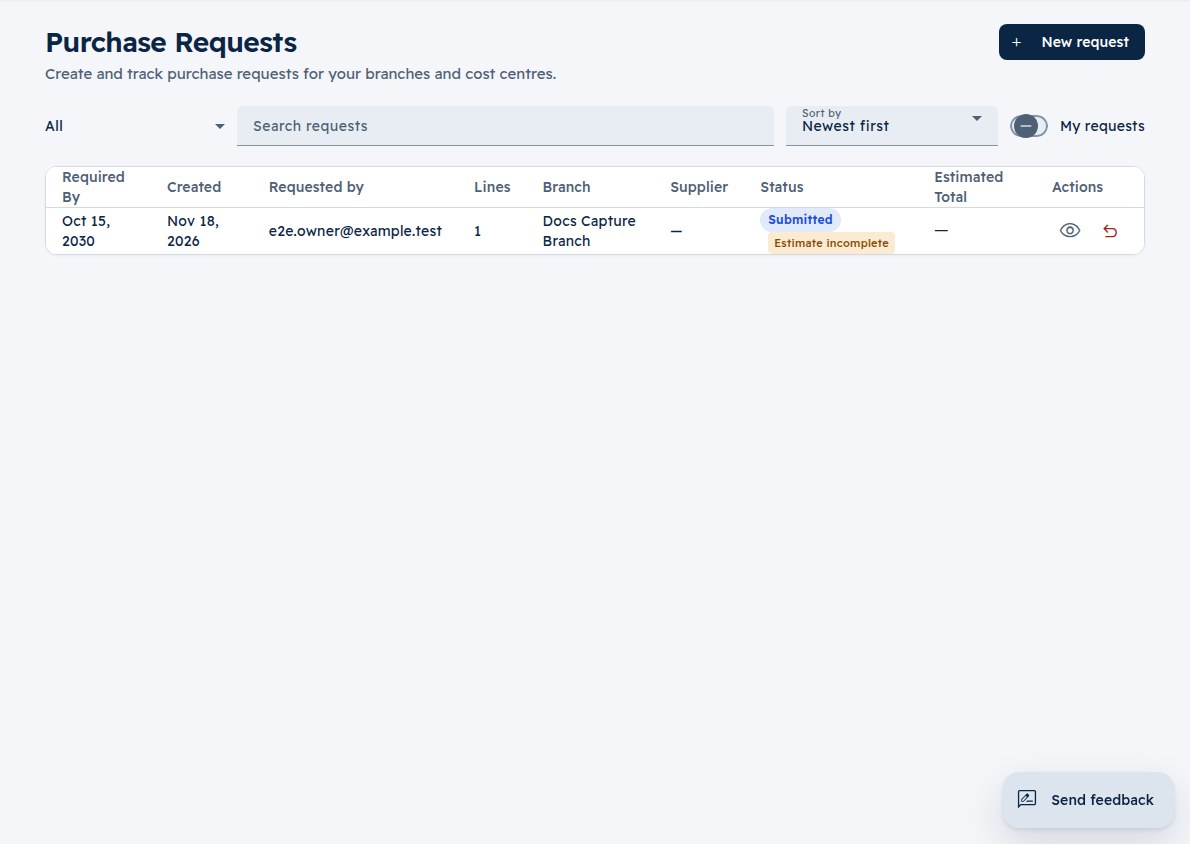 Purchase Requests
+ New request
Create and track purchase requests for your branches and cost centres.
All
Search requests
Sort by
Newest first
My requests
Required By
Created
Requested by
Lines
Branch
Supplier
Status
Estimated Total
Actions
Oct 15, 2030
Nov 18, 2026
e2e.owner@example.test
1
Docs Capture Branch
—
Submitted
Estimate incomplete
—
Send feedback